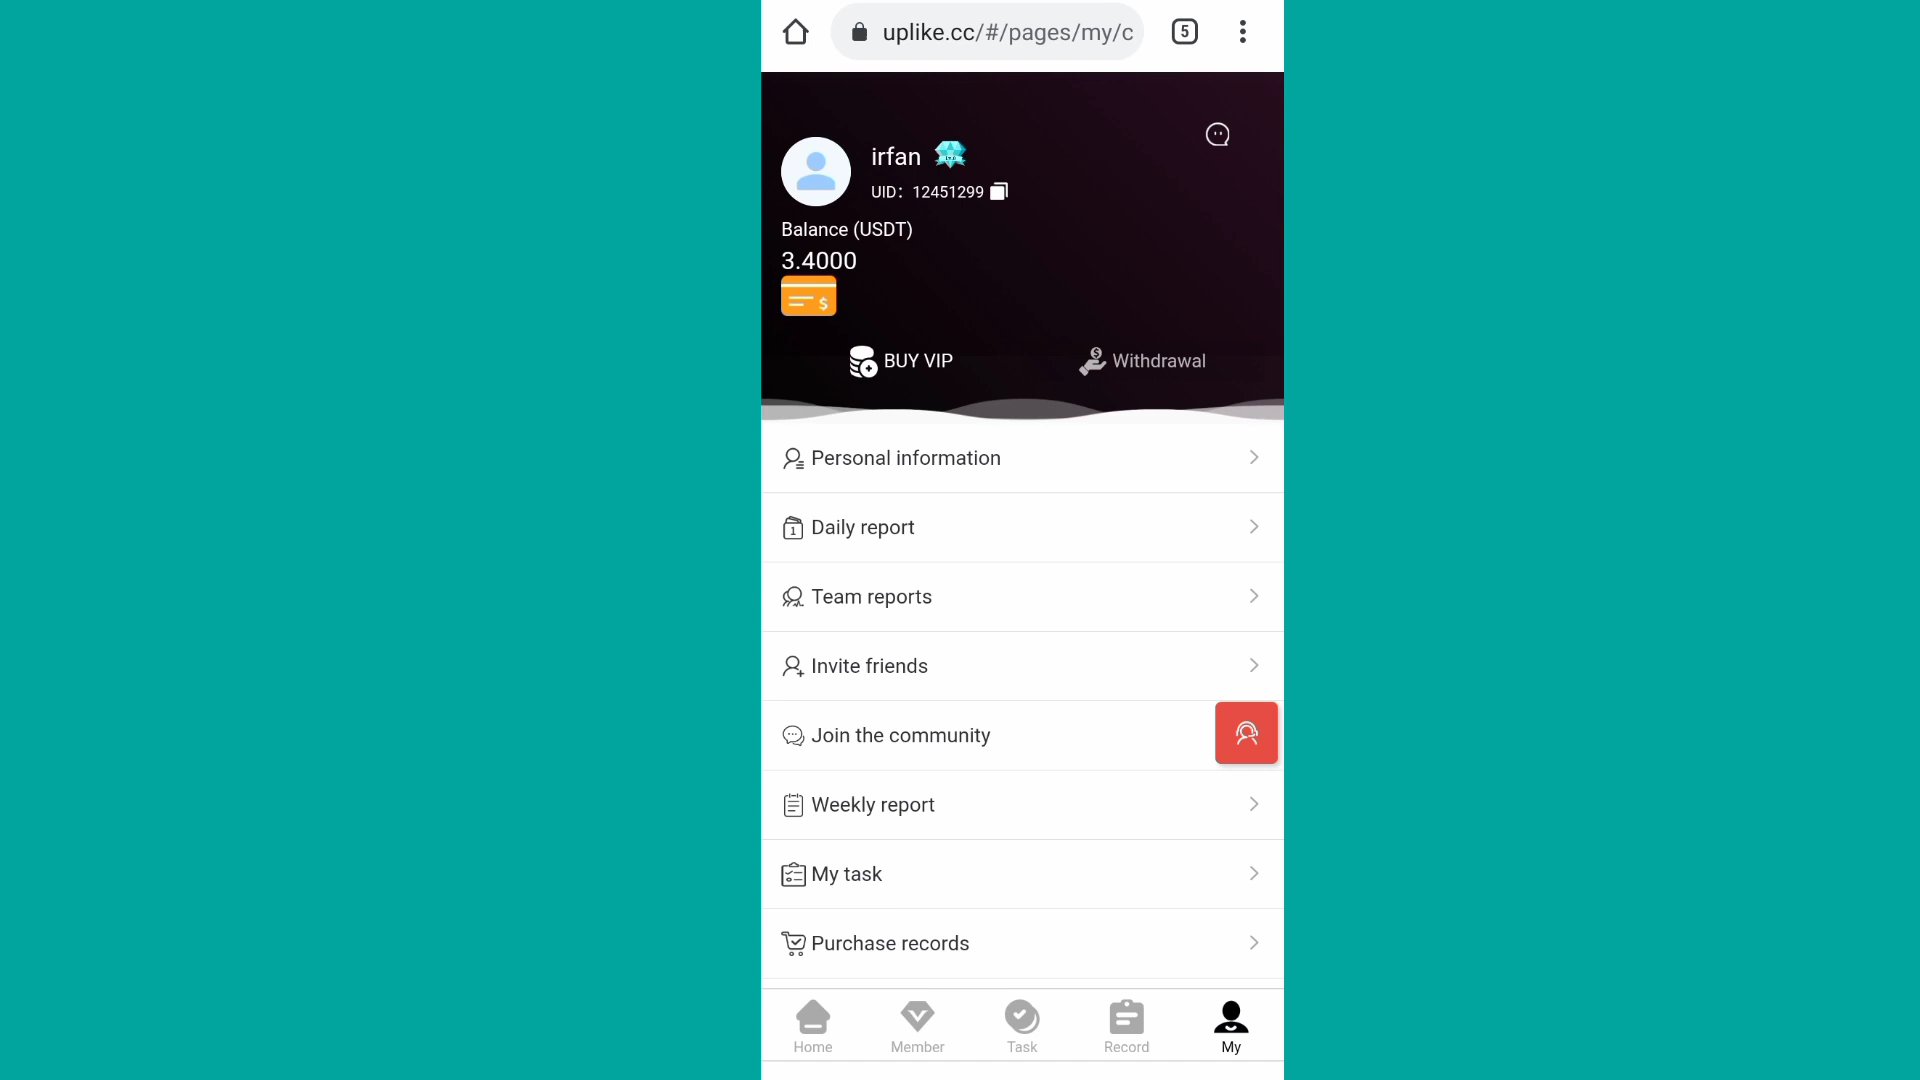 uplike.cc/#/pages/my/c
5
irfan
UID: 12451299
Balance (USDT)
3.4000
$
BUY VIP
Withdrawal
Personal information
1
Daily report
Team reports
Invite friends
Join the community
Weekly report
My task
Purchase records
Home
Member
Task
Record
My